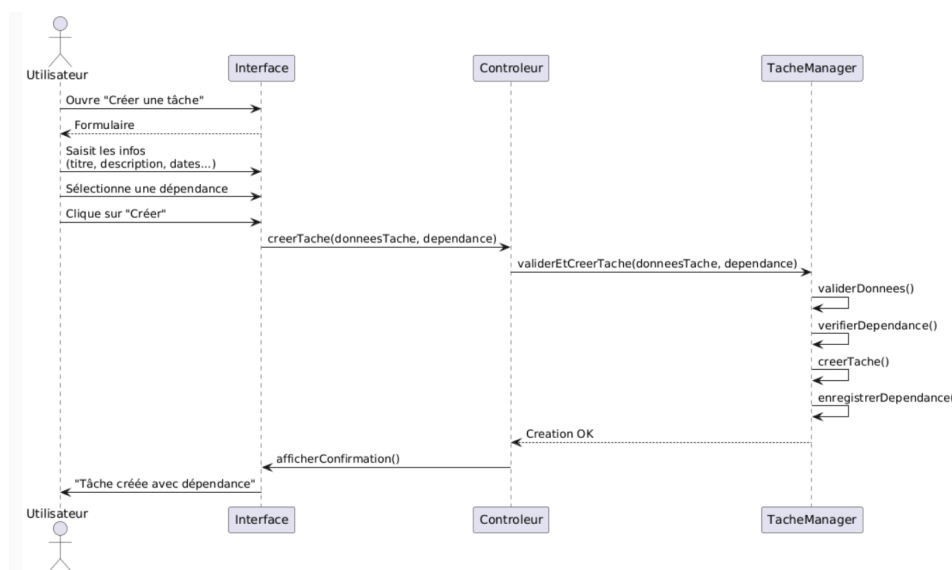 Utilisateur
Interface
Controleur
TacheManager
Ouvre "Créer une tâche"
Formulaire
Saisit les infos
(titre, description, dates...)
Sélectionne une dépendance
Clique sur "Créer"
creerTache(donneesTache, dependance)
validerEtCreerTache(donneesTache, dependance)
validerDonnees()
verifierDependance()
creerTache()
enregistrerDependance(
Creation OK
afficherConfirmation()
"Tâche créée avec dépendance"
Utilisateur
Interface
Controleur
TacheManager